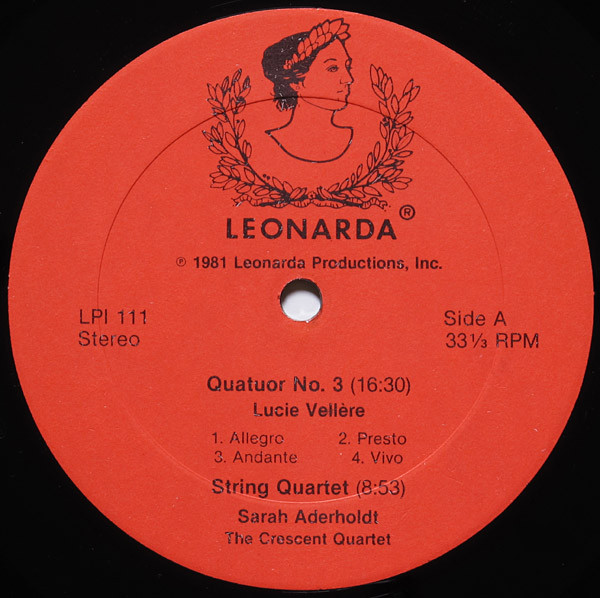 LEONARDA®
℗ 1981 Leonarda Productions, Inc.
LPI 111
Stereo
Side A
33⅓ RPM
Quatuor No. 3 (16:30)
Lucie Vellère
1. Allegro 2. Presto
3. Andante 4. Vivo
String Quartet (8:53)
Sarah Aderholdt
The Crescent Quartet